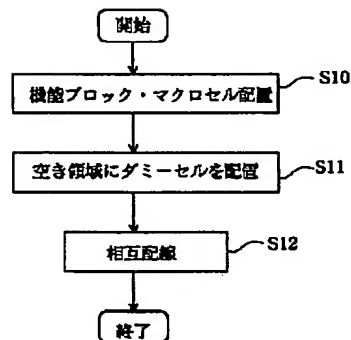 開始
機能ブロック・マクロセル配置
S10
空き領域にダミーセルを配置
S11
相互配線
S12
終了